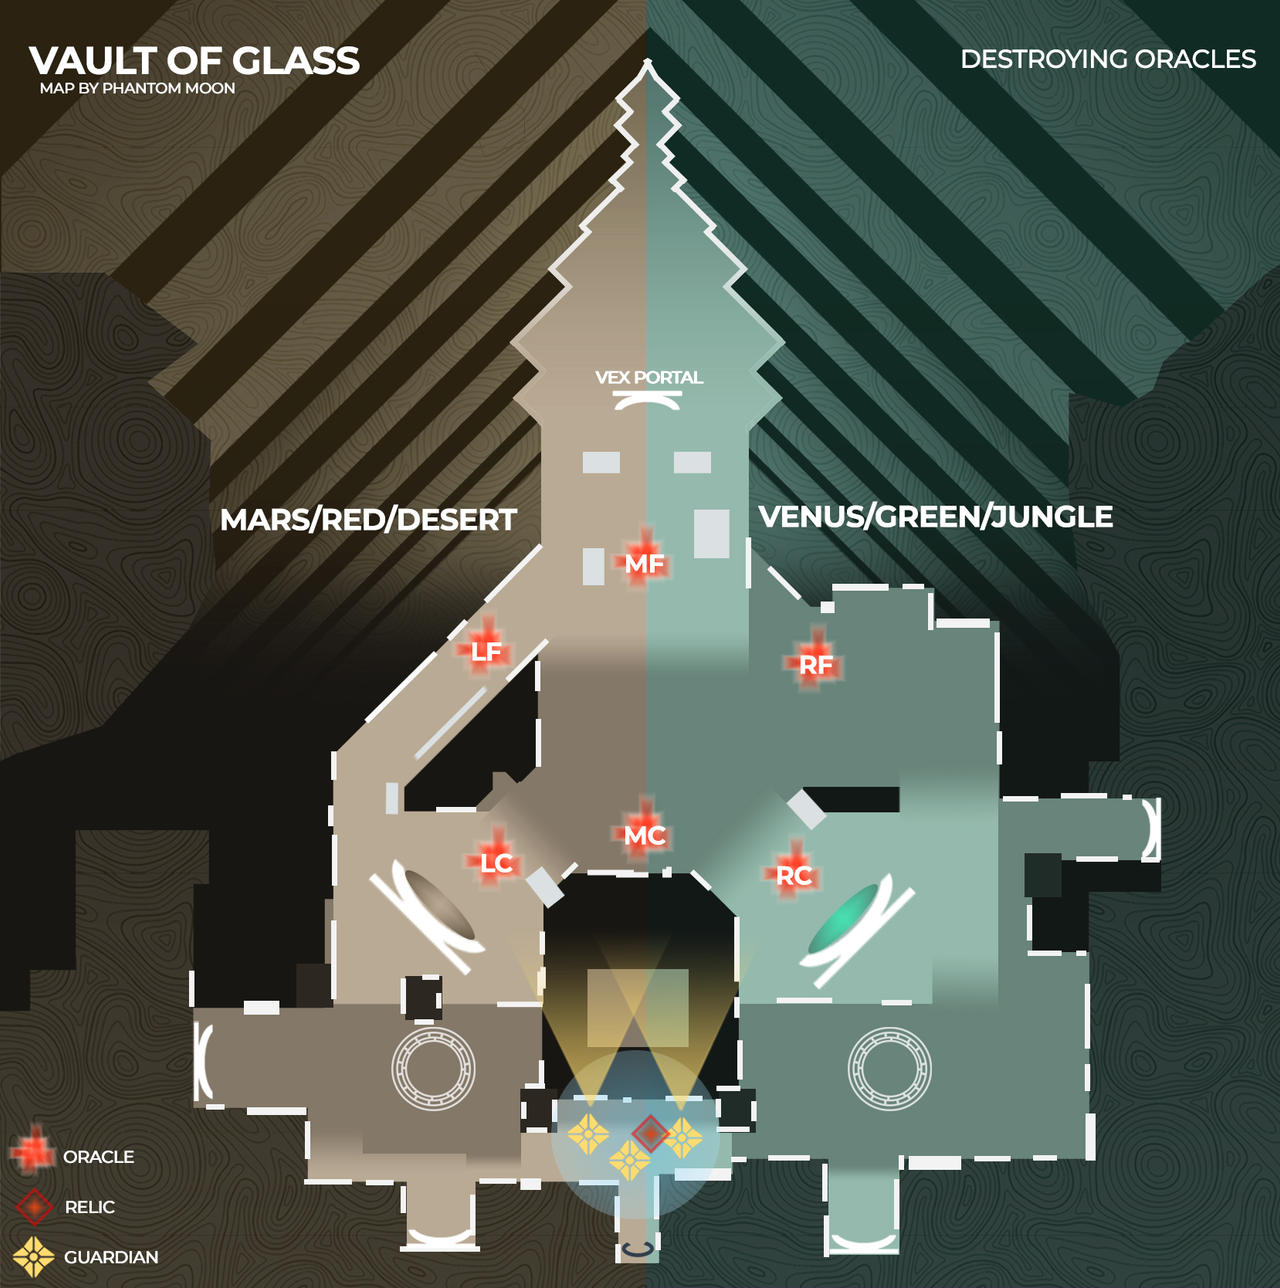 VAULT OF GLASS
MAP BY PHANTOM MOON
DESTROYING ORACLES
VEX PORTAL
MARS/RED/DESERT
VENUS/GREEN/JUNGLE
MF
LF
RF
MC
LC
RC
ORACLE
RELIC
GUARDIAN